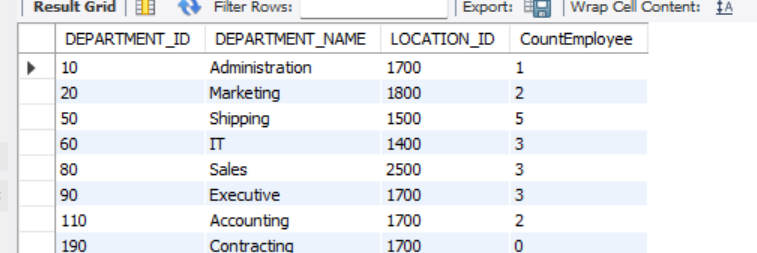 Result Grid | Filter Rows: | Export: | Wrap Cell Content: IA
DEPARTMENT_ID DEPARTMENT_NAME LOCATION_ID CountEmployee
10 Administration 1700 1
20 Marketing 1800 2
50 Shipping 1500 5
60 IT 1400 3
80 Sales 2500 3
90 Executive 1700 3
110 Accounting 1700 2
190 Contracting 1700 0